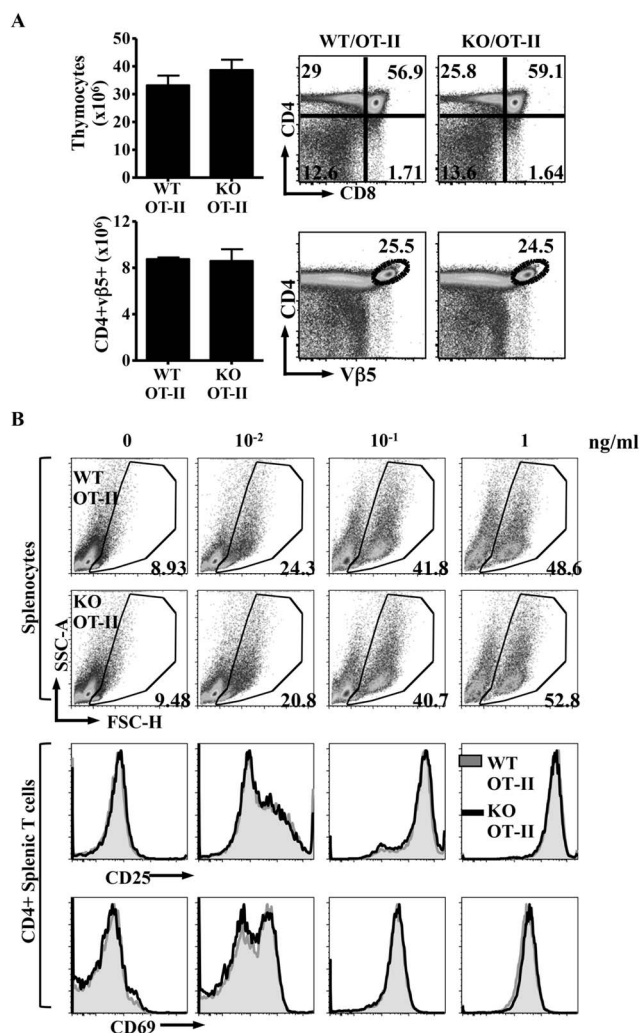 A
Thymocytes
(x10⁶)
50
40
30
20
10
0
WT
OT-II
KO
OT-II
WT/OT-II
KO/OT-II
29
56.9
12.6
1.71
25.8
59.1
13.6
1.64
CD4
CD8
CD4+vβ5+ (x10⁶)
12
9
6
3
0
WT
OT-II
KO
OT-II
25.5
24.5
CD4
Vβ5
B
0
10⁻²
10⁻¹
1
ng/ml
Splenocytes
WT
OT-II
8.93
24.3
41.8
48.6
KO
OT-II
9.48
20.8
40.7
52.8
SSC-A
FSC-H
CD4+ Splenic T cells
WT
OT-II
KO
OT-II
CD25
CD69